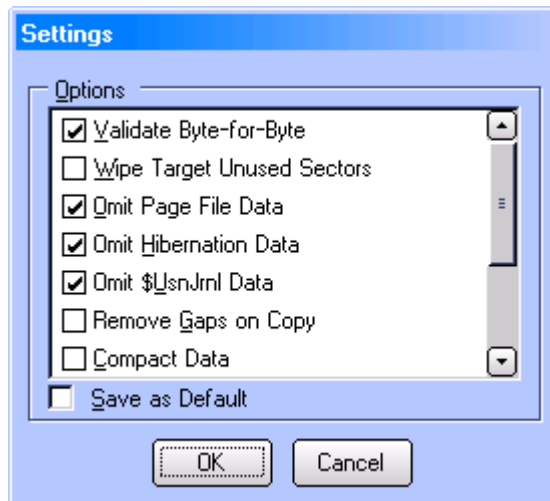 Settings
Options
Validate Byte-for-Byte
Wipe Target Unused Sectors
Omit Page File Data
Omit Hibernation Data
Omit $UsnJrnl Data
Remove Gaps on Copy
Compact Data
Save as Default
OK
Cancel